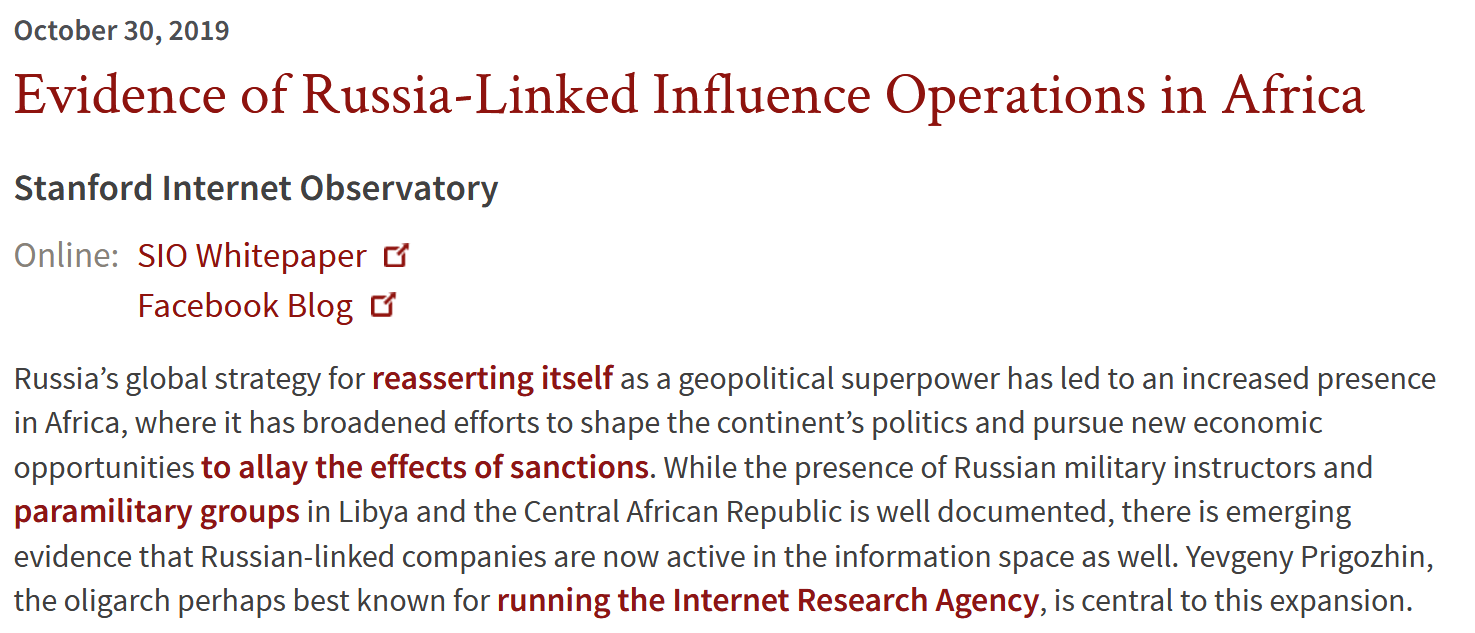 October 30, 2019
Evidence of Russia-Linked Influence Operations in Africa
Stanford Internet Observatory
Online: SIO Whitepaper
Facebook Blog
Russia’s global strategy for reasserting itself as a geopolitical superpower has led to an increased presence
in Africa, where it has broadened efforts to shape the continent’s politics and pursue new economic
opportunities to allay the effects of sanctions. While the presence of Russian military instructors and
paramilitary groups in Libya and the Central African Republic is well documented, there is emerging
evidence that Russian-linked companies are now active in the information space as well. Yevgeny Prigozhin,
the oligarch perhaps best known for running the Internet Research Agency, is central to this expansion.